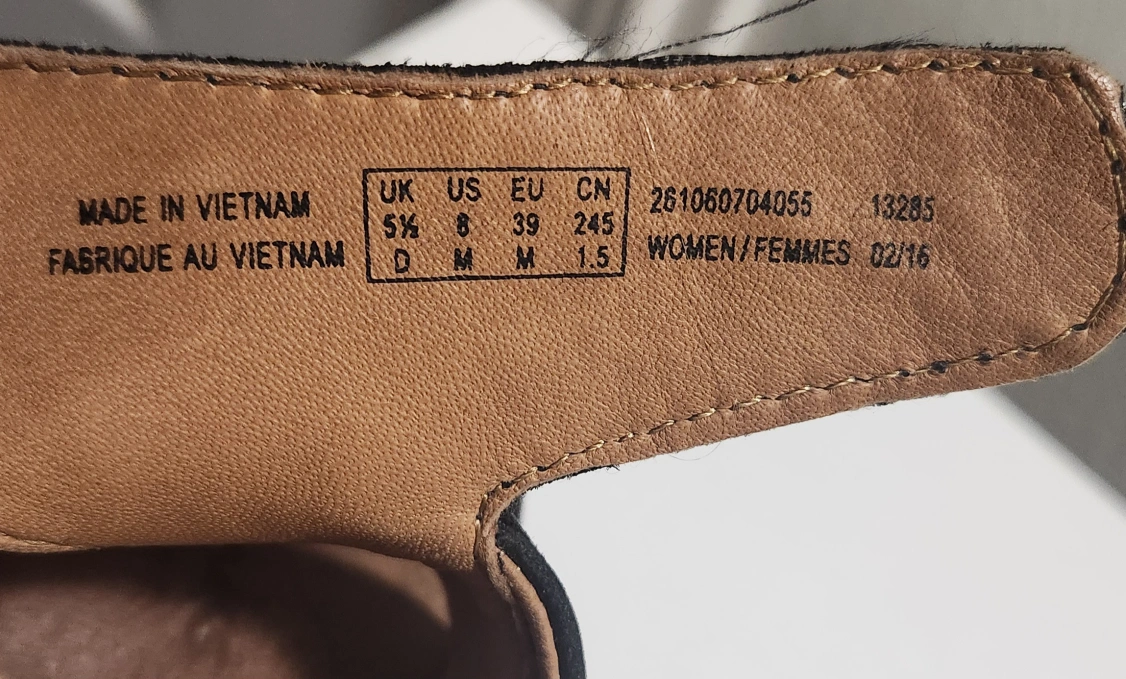 MADE IN VIETNAM
FABRIQUE AU VIETNAM
UK US EU CN
5½ 8 39 245
D M M 1.5
261060704055 13285
WOMEN/FEMMES 02/16